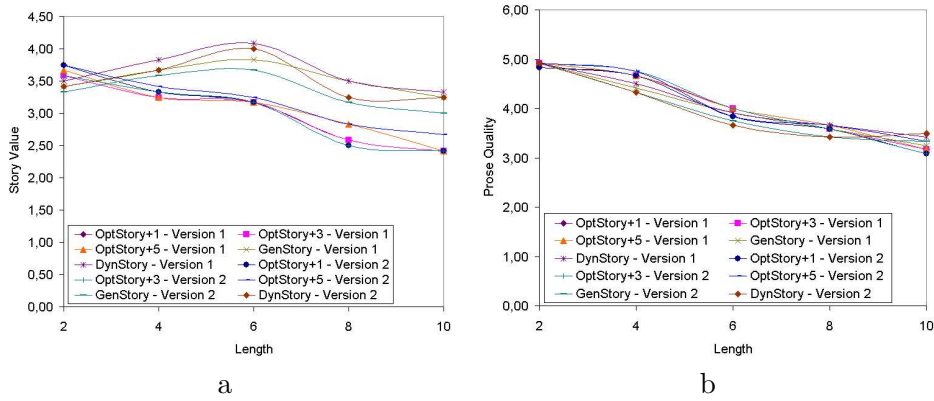 4,50
4,00
3,50
3,00
2,50
2,00
1,50
1,00
0,50
0,00
Story Value
OptStory+1 - Version 1 OptStory+3 - Version 1
OptStory+5 - Version 1 GenStory - Version 1
DynStory - Version 1 OptStory+1 - Version 2
OptStory+3 - Version 2 OptStory+5 - Version 2
GenStory - Version 2 DynStory - Version 2
2 4 6 8 10
Length
a
6,00
5,00
4,00
3,00
2,00
1,00
0,00
Prose Quality
OptStory+1 - Version 1 OptStory+3 - Version 1
OptStory+5 - Version 1 GenStory - Version 1
DynStory - Version 1 OptStory+1 - Version 2
OptStory+3 - Version 2 OptStory+5 - Version 2
GenStory - Version 2 DynStory - Version 2
2 4 6 8 10
Length
b